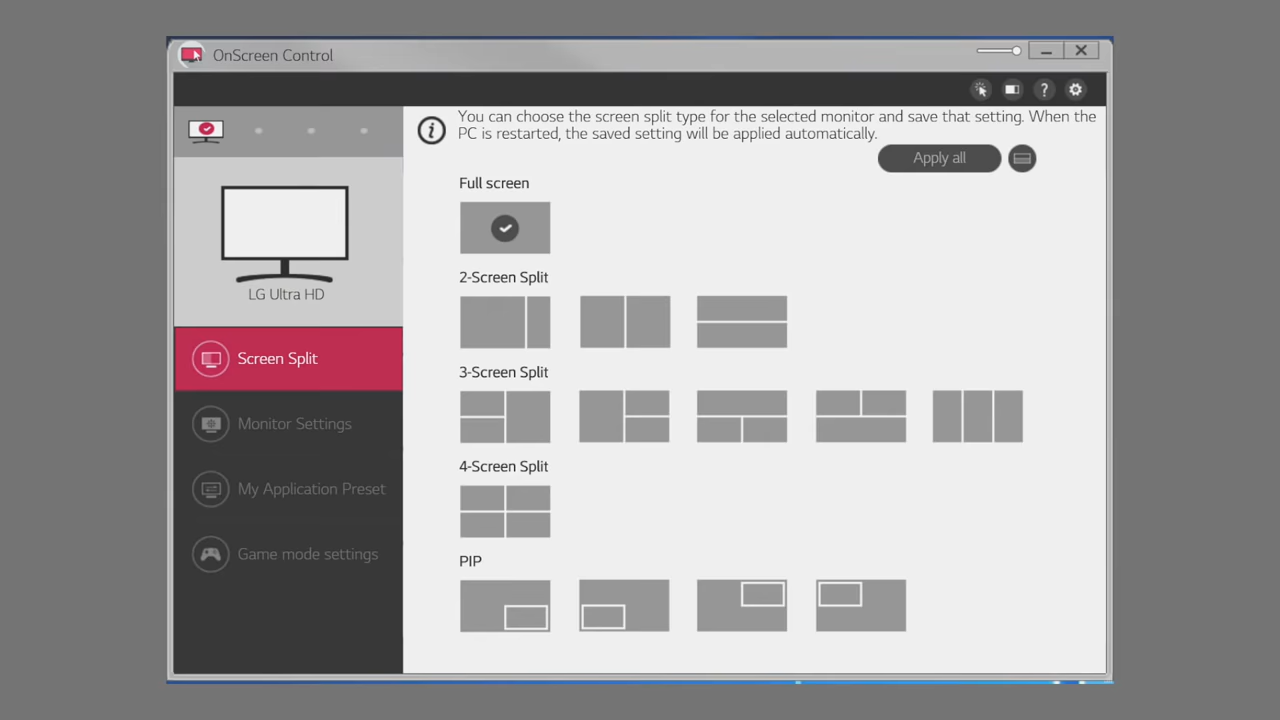 OnScreen Control
You can choose the screen split type for the selected monitor and save that setting. When the
PC is restarted, the saved setting will be applied automatically.
Apply all
LG Ultra HD
Screen Split
Monitor Settings
My Application Preset
Game mode settings
Full screen
2-Screen Split
3-Screen Split
4-Screen Split
PIP